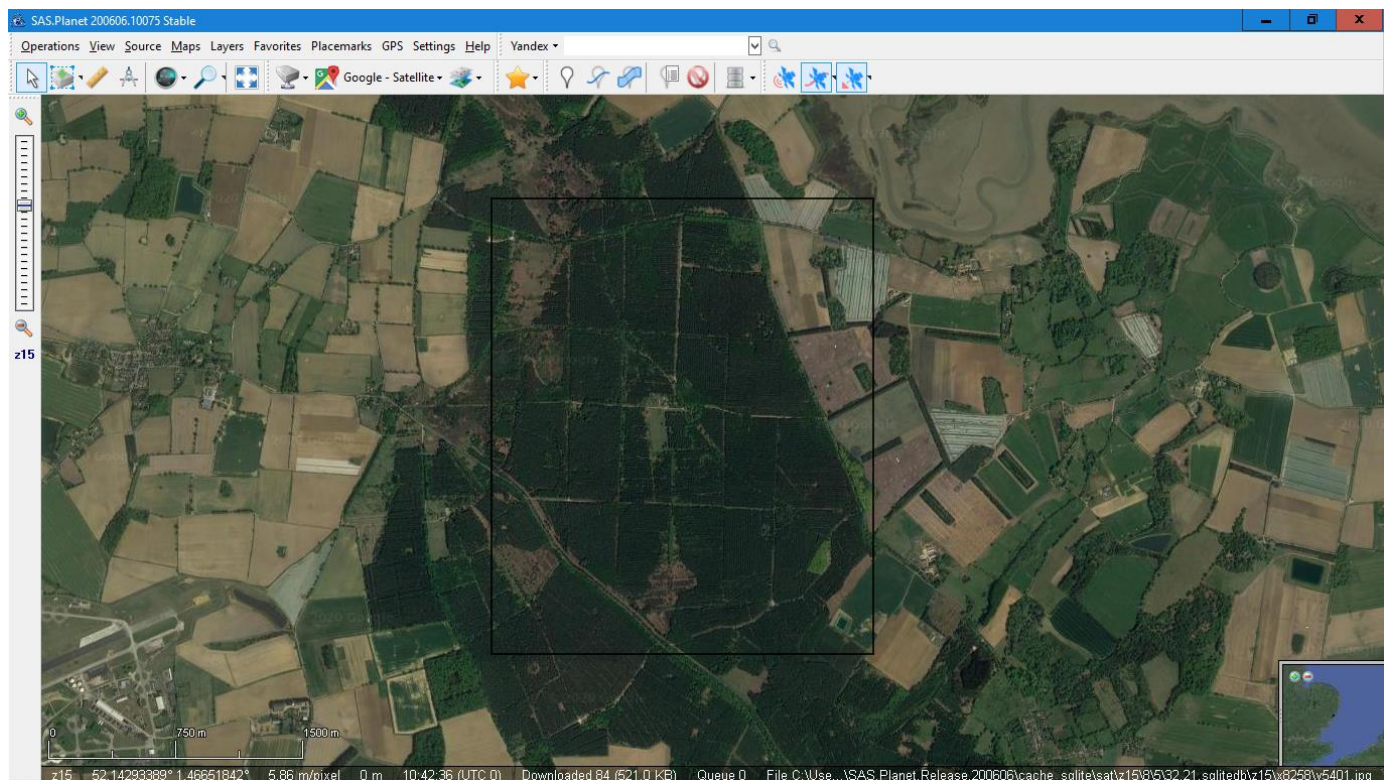 SAS.Planet 200606.10075 Stable
Operations View Source Maps Layers Favorites Placemarks GPS Settings Help Yandex
Google - Satellite
z15
0 750 m 1500 m
z15 52,14293389° 1,46651842° 5.86 m/pixel 0 m 10:42:36 (UTC 0) Downloaded 84 (521,0 KB) Queue 0 File C:\Use...\SAS.Planet.Release.200606\cache_sqlite\sat\z15\8\5\32.21.sqlitedb\z15\x8258\y5401.jpg